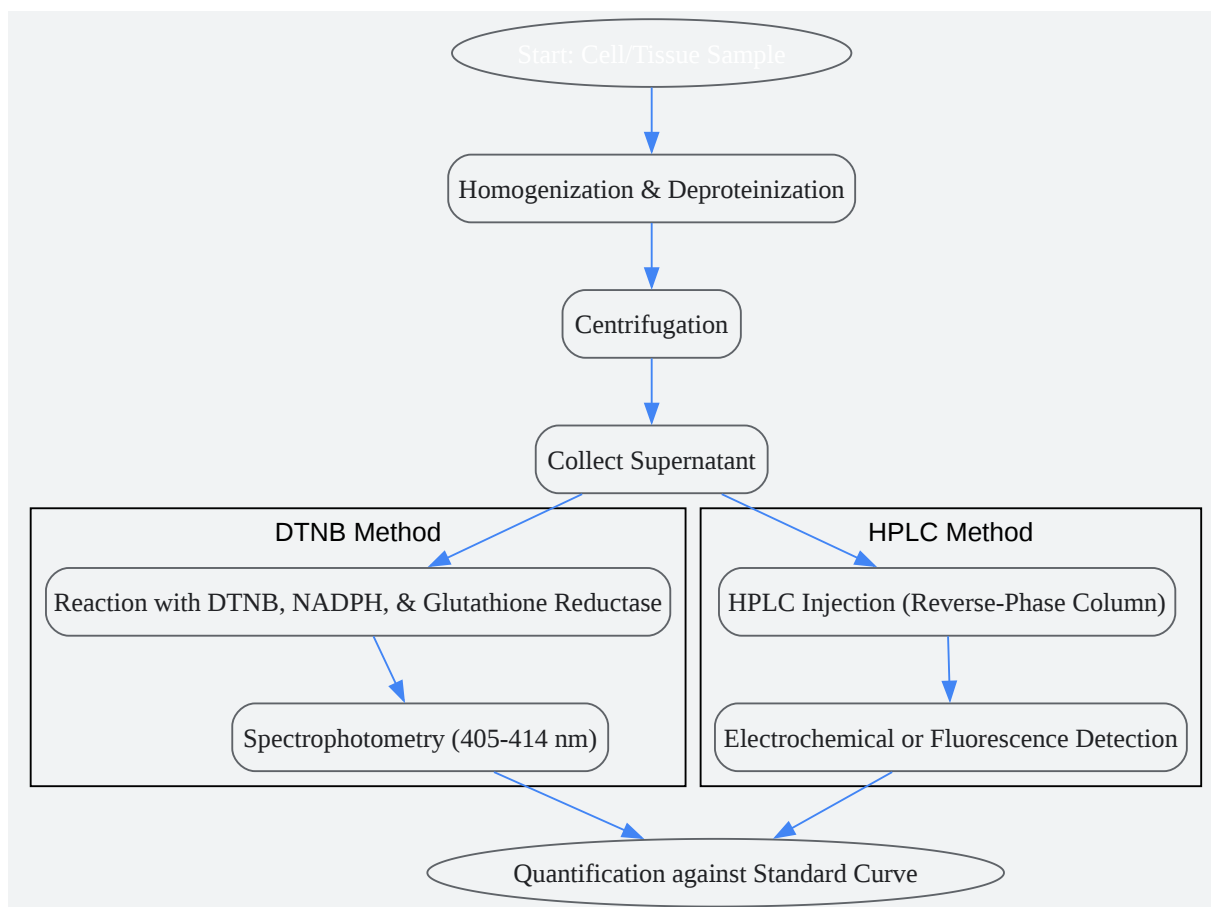 Start: Cell/Tissue Sample
Homogenization & Deproteinization
Centrifugation
Collect Supernatant
DTNB Method
Reaction with DTNB, NADPH, & Glutathione Reductase
Spectrophotometry (405-414 nm)
HPLC Method
HPLC Injection (Reverse-Phase Column)
Electrochemical or Fluorescence Detection
Quantification against Standard Curve